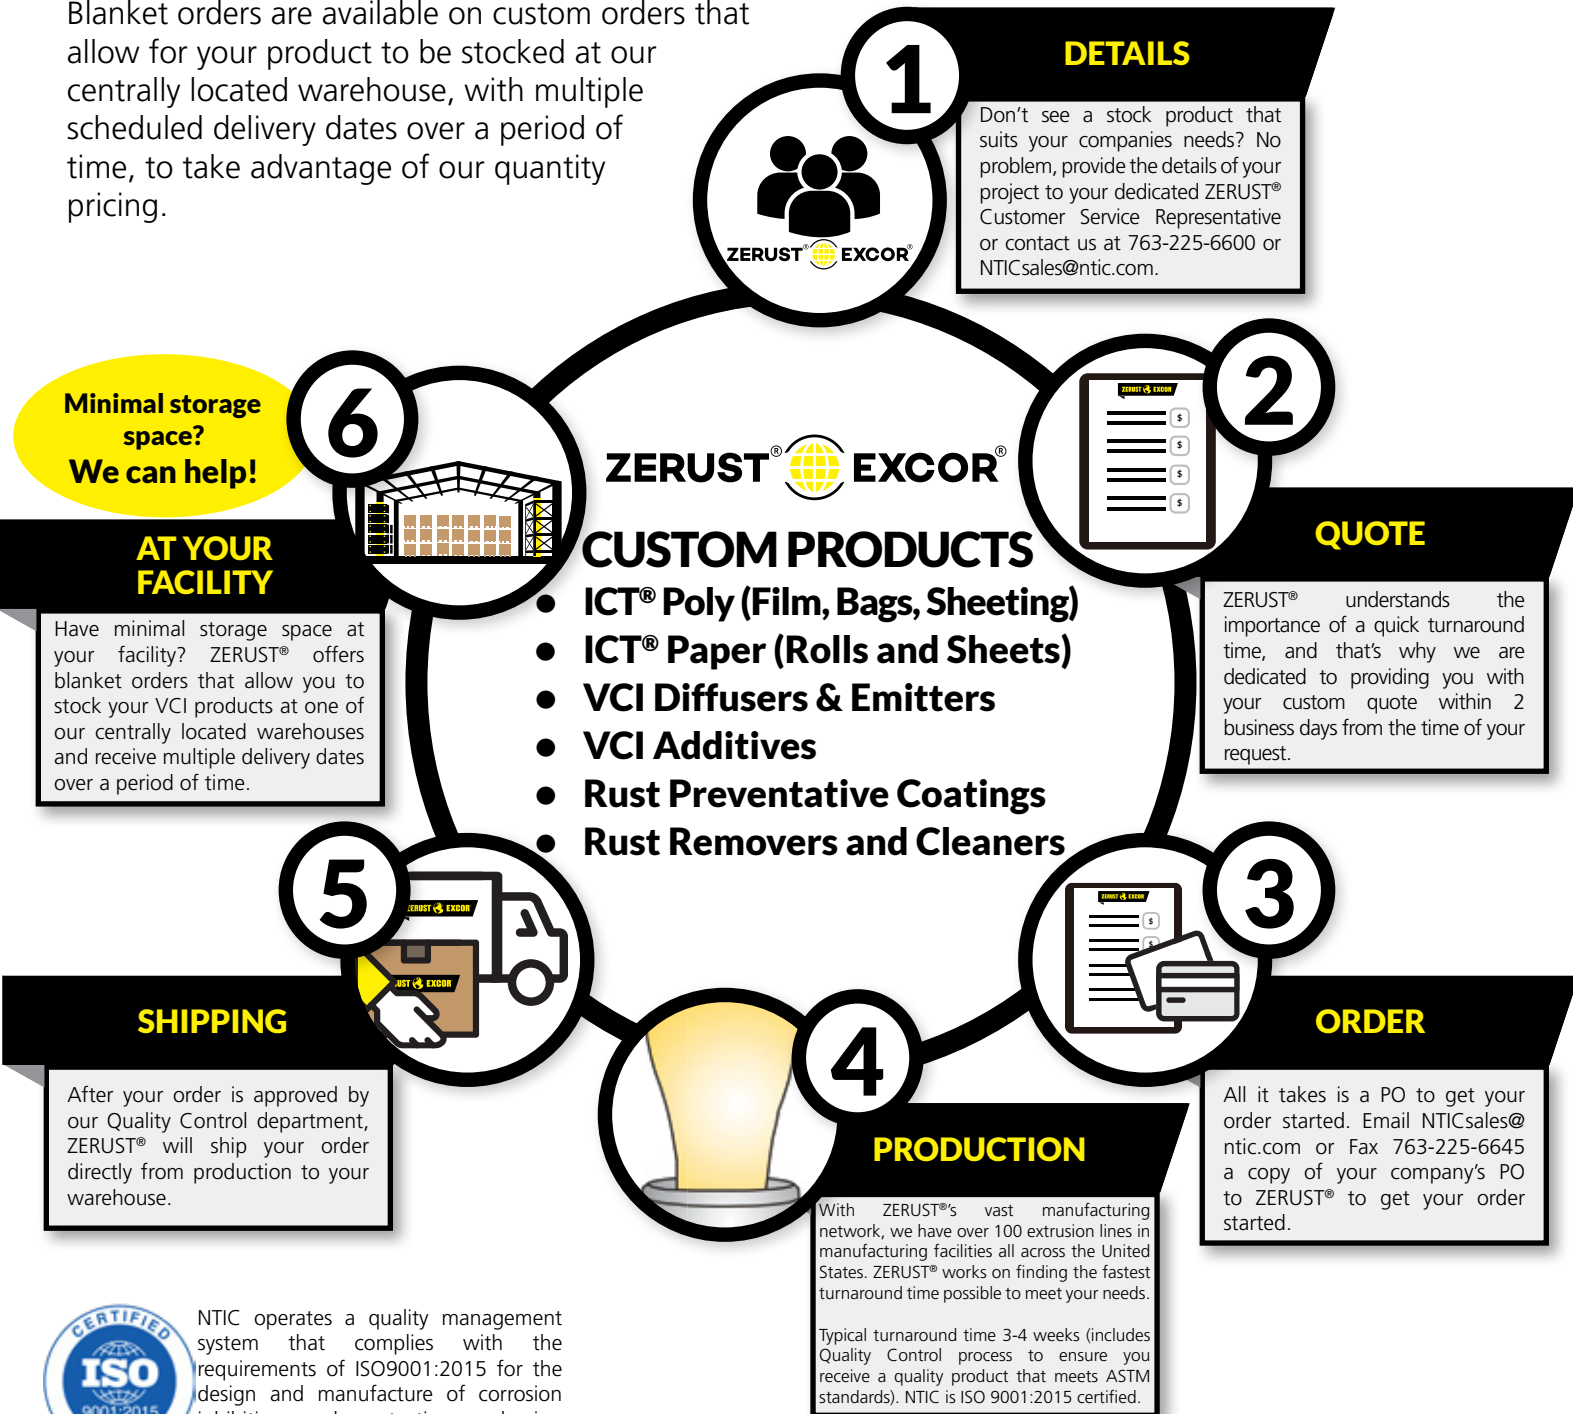 Blanket orders are available on custom orders that
allow for your product to be stocked at our
centrally located warehouse, with multiple
scheduled delivery dates over a period of
time, to take advantage of our quantity
pricing.
1
DETAILS
Don't see a stock product that
suits your companies needs? No
problem, provide the details of your
project to your dedicated ZERUST®
Customer Service Representative
or contact us at 763-225-6600 or
NTICsales@ntic.com.
ZERUST® EXCOR®
2
ZERUST EXCOR
$
$
$
$
QUOTE
ZERUST® understands the
importance of a quick turnaround
time, and that's why we are
dedicated to providing you with
your custom quote within 2
business days from the time of your
request.
Minimal storage
space?
We can help!
6
AT YOUR
FACILITY
Have minimal storage space at
your facility? ZERUST® offers
blanket orders that allow you to
stock your VCI products at one of
our centrally located warehouses
and receive multiple delivery dates
over a period of time.
ZERUST® EXCOR®
CUSTOM PRODUCTS
• ICT® Poly (Film, Bags, Sheeting)
• ICT® Paper (Rolls and Sheets)
• VCI Diffusers & Emitters
• VCI Additives
• Rust Preventative Coatings
• Rust Removers and Cleaners
3
ZERUST EXCOR
$
$
ORDER
All it takes is a PO to get your
order started. Email NTICsales@
ntic.com or Fax 763-225-6645
a copy of your company's PO
to ZERUST® to get your order
started.
5
ZERUST EXCOR
UST EXCOR
SHIPPING
After your order is approved by
our Quality Control department,
ZERUST® will ship your order
directly from production to your
warehouse.
4
PRODUCTION
With ZERUST®'s vast manufacturing
network, we have over 100 extrusion lines in
manufacturing facilities all across the United
States. ZERUST® works on finding the fastest
turnaround time possible to meet your needs.
Typical turnaround time 3-4 weeks (includes
Quality Control process to ensure you
receive a quality product that meets ASTM
standards). NTIC is ISO 9001:2015 certified.
CERTIFIED
ISO
9001:2015
NTIC operates a quality management
system that complies with the
requirements of ISO9001:2015 for the
design and manufacture of corrosion